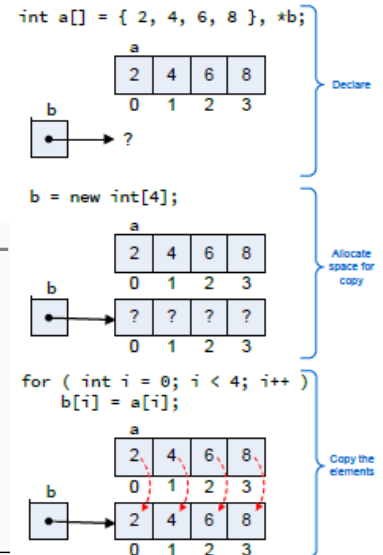 int a[] = { 2, 4, 6, 8 }, *b;
a
2 4 6 8
0 1 2 3
Declare
b
?
b = new int[4];
a
2 4 6 8
0 1 2 3
Allocate
space for
copy
b
? ? ? ?
0 1 2 3
for ( int i = 0; i < 4; i++ )
b[i] = a[i];
a
2 4 6 8
0 1 2 3
Copy the
elements
b
2 4 6 8
0 1 2 3